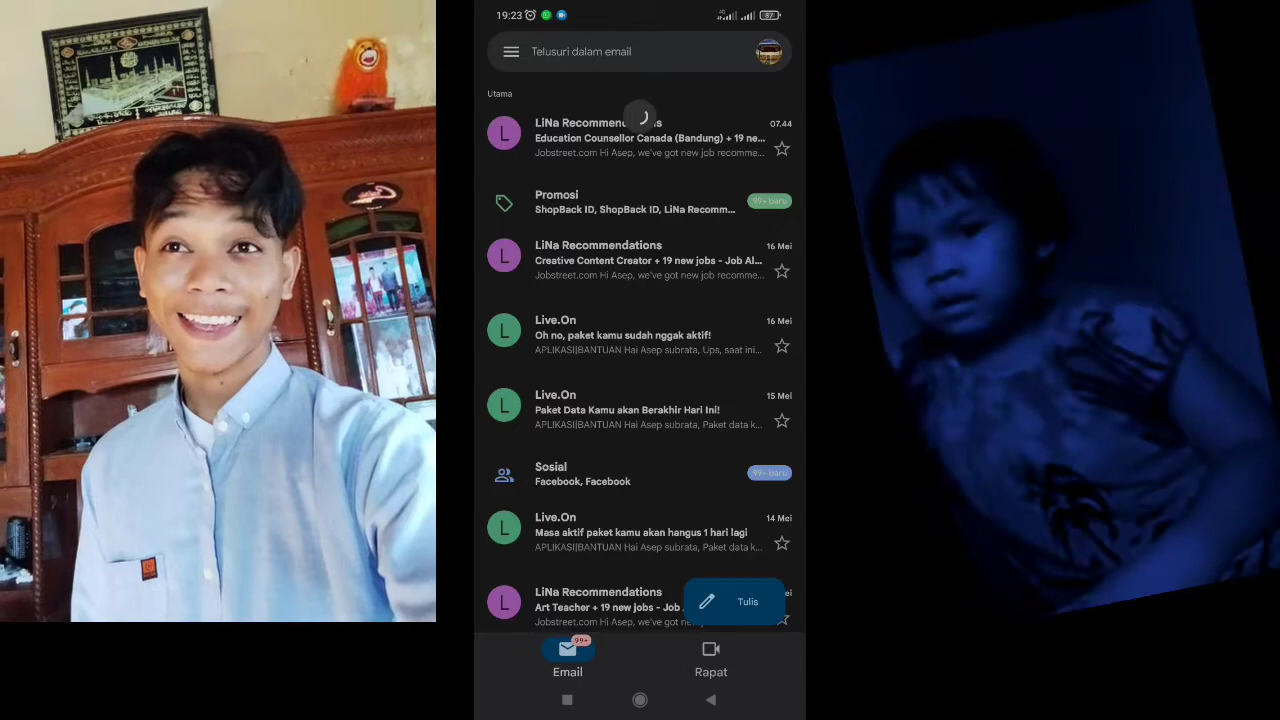 19:23
4G
87
Telusuri dalam email
Utama
07.44
Education Counsellor Canada (Bandung) + 19 ne...
Jobstreet.com Hi Asep, we've got new job recomme...
Promosi
99+ baru
ShopBack ID, ShopBack ID, LiNa Recomm...
LiNa Recommendations
16 Mei
L
Creative Content Creator + 19 new jobs - Job Al...
Jobstreet.com Hi Asep, we've got new job recomme...
Live.On
16 Mei
L
Oh no, paket kamu sudah nggak aktif!
APLIKASI|BANTUAN Hai Asep subrata, Ups, saat ini...
Live.On
15 Mei
L
Paket Data Kamu akan Berakhir Hari Ini!
APLIKASI|BANTUAN Hai Asep subrata, Paket data k...
Sosial
99+ baru
Facebook, Facebook
Live.On
14 Mei
L
Masa aktif paket kamu akan hangus 1 hari lagi
APLIKASI|BANTUAN Hai Asep subrata, Paket data k...
LiNa Recommendations
L
Art Teacher + 19 new jobs - Job
Jobstreet.com Hi Asep, we've got
Tulis
99+
Email
Rapat